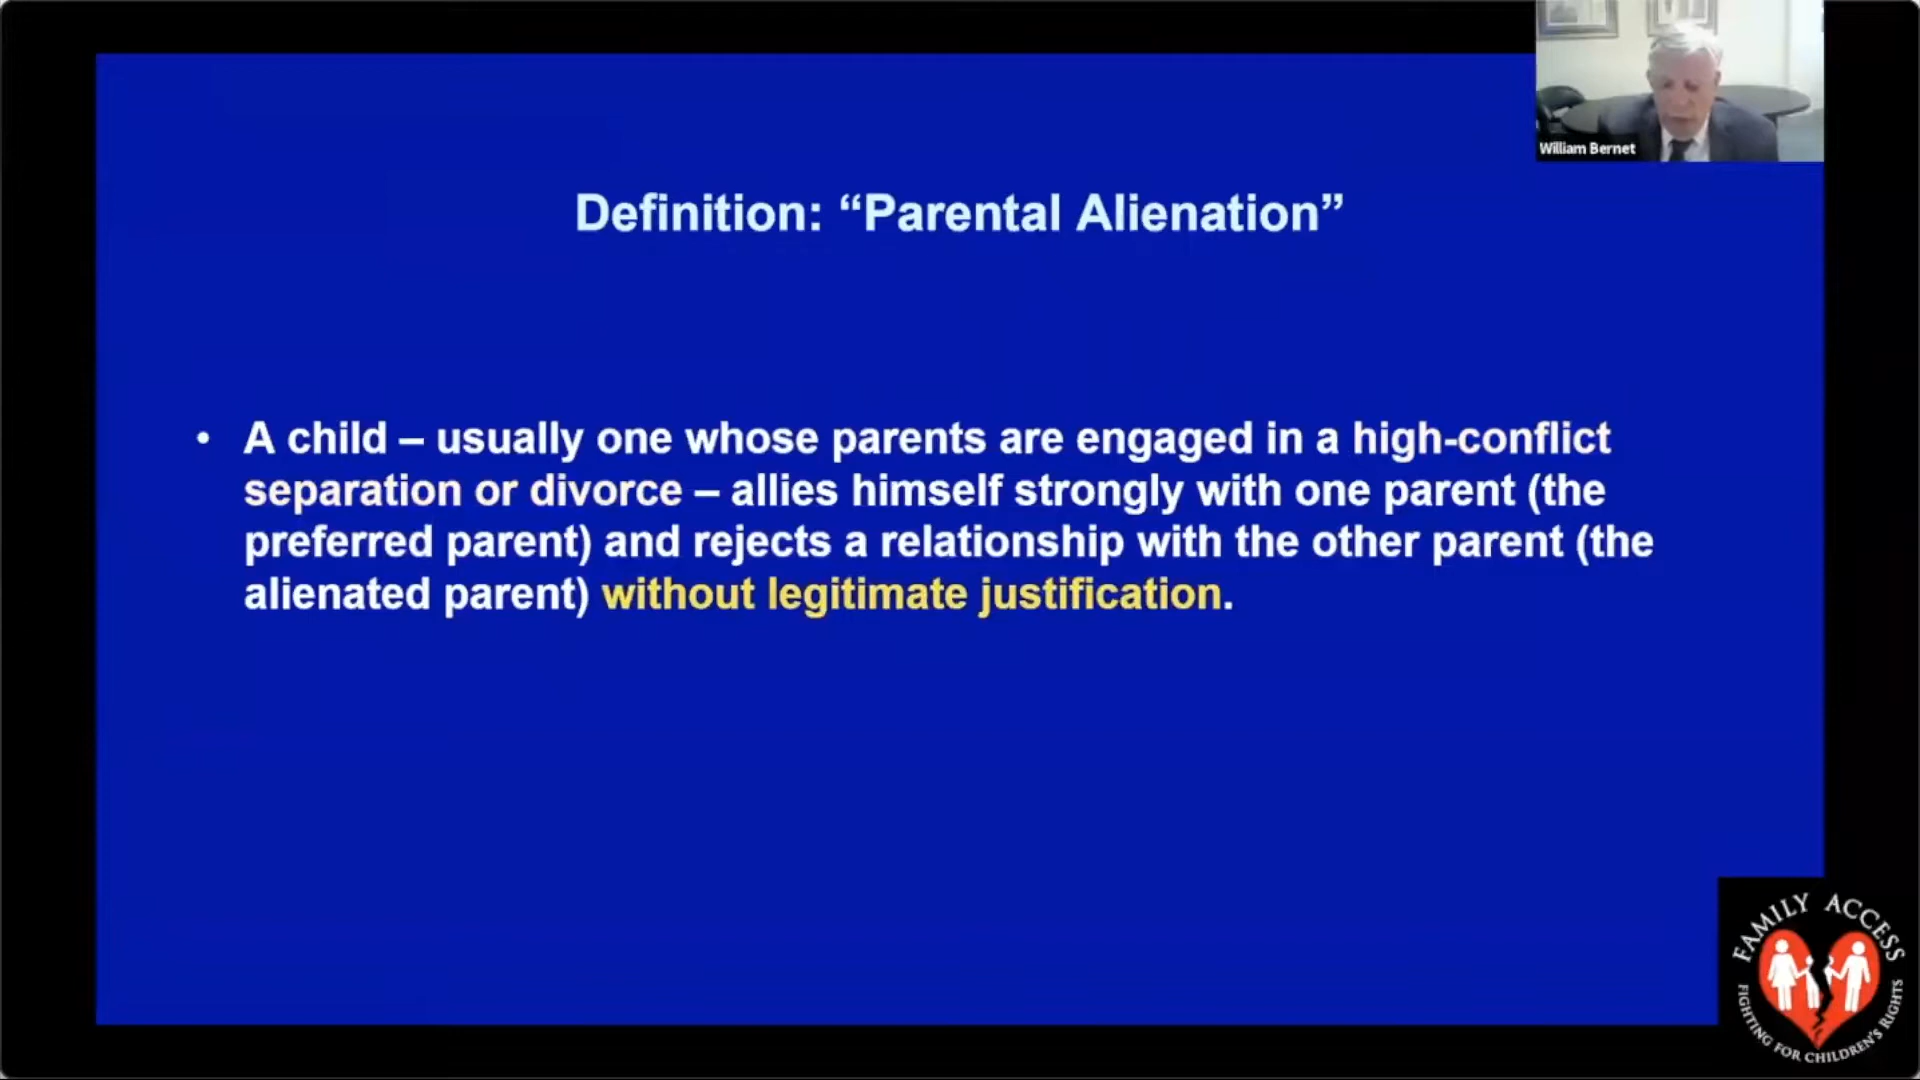 William Bernet
Definition: “Parental Alienation”
• A child – usually one whose parents are engaged in a high-conflict
separation or divorce – allies himself strongly with one parent (the
preferred parent) and rejects a relationship with the other parent (the
alienated parent) without legitimate justification.
FAMILY ACCESS
FIGHTING FOR CHILDREN'S RIGHTS